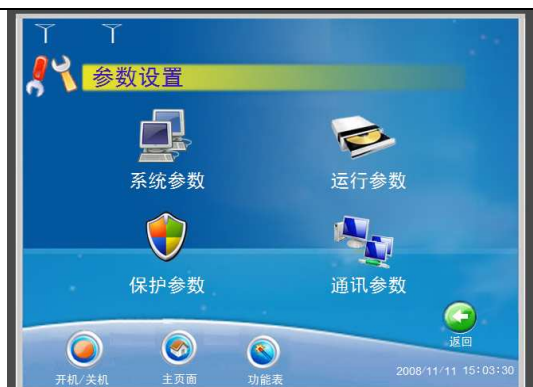 参数设置
系统参数
运行参数
保护参数
通讯参数
返回
开机/关机
主页面
功能表
2008/11/11 15:03:30